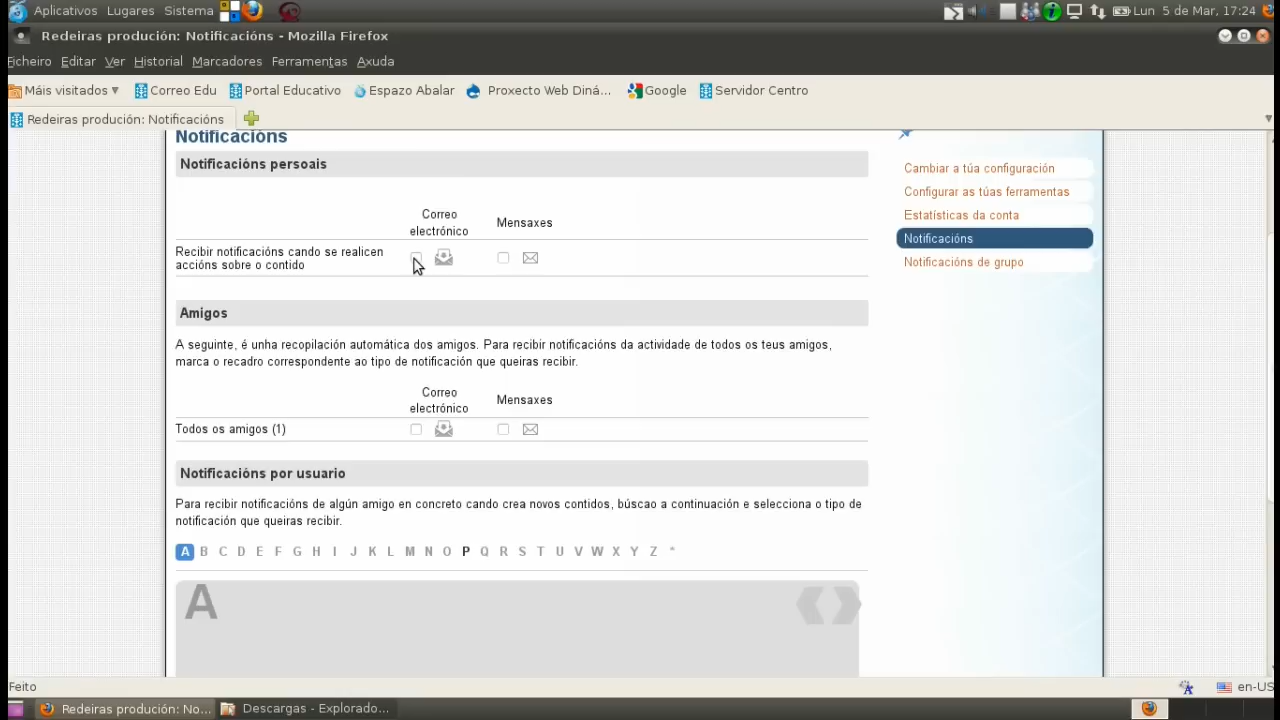 Aplicativos Lugares Sistema Lun 5 de Mar, 17:24
Redeiras produción: Notificacións - Mozilla Firefox
Ficheiro Editar Ver Historial Marcadores Ferramentas Axuda
Máis visitados Correo Edu Portal Educativo Espazo Abalar Proxecto Web Diná... Google Servidor Centro
Redeiras produción: Notificacións
Notificacións
Notificacións persoais
Correo electrónico
Mensaxes
Recibir notificacións cando se realicen
accións sobre o contido
Amigos
A seguinte, é unha recopilación automática dos amigos. Para recibir notificacións da actividade de todos os teus amigos,
marca o recadro correspondente ao tipo de notificación que queiras recibir.
Correo electrónico
Mensaxes
Todos os amigos (1)
Notificacións por usuario
Para recibir notificacións de algún amigo en concreto cando crea novos contidos, búscao a continuación e selecciona o tipo de
notificación que queiras recibir.
A B C D E F G H I J K L M N O P Q R S T U V W X Y Z *
A
Cambiar a túa configuración
Configurar as túas ferramentas
Estatísticas da conta
Notificacións
Notificacións de grupo
Feito
en-US
Redeiras produción: No... Descargas - Explorado...